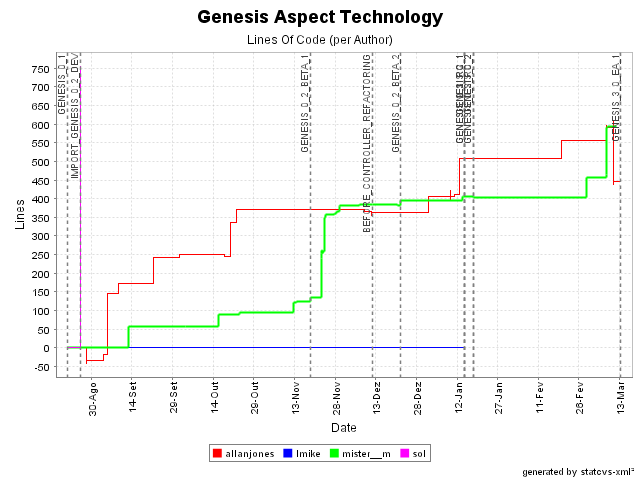 Genesis Aspect Technology
Lines Of Code (per Author)
Lines
750
700
650
600
550
500
450
400
350
300
250
200
150
100
50
0
-50
GENESIS_0_1
IMPORT_GENESIS_0_2_DEV
GENESIS_0_2_BETA_1
BEFORE_CONTROLLER_REFACTORING
GENESIS_0_2_BETA_2
GENESIS_3_0_EA_1
30-Ago
14-Set
29-Set
14-Out
29-Out
13-Nov
28-Nov
13-Dez
28-Dez
12-Jan
27-Jan
11-Fev
26-Fev
13-Mar
Date
allanjones lmike mister__m sol
generated by statcvs-xml²